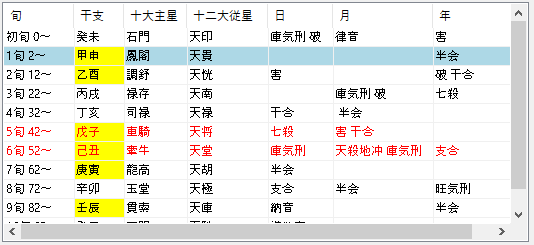 旬 干支 十大主星 十二大従星 日 月 年
初旬 0～ 癸未 石門 天印 庫気刑 破 律音 害
1旬 2～ 甲申 鳳閣 天貴 半会
2旬 12～ 乙酉 調舒 天恍 害 破 干合
3旬 22～ 丙戌 禄存 天南 庫気刑 破 七殺
4旬 32～ 丁亥 司禄 天禄 干合 半会
5旬 42～ 戊子 車騎 天将 七殺 害 干合
6旬 52～ 己丑 牽牛 天堂 庫気刑 天殺地冲 庫気刑 支合
7旬 62～ 庚寅 龍高 天胡 半会
8旬 72～ 辛卯 玉堂 天極 支合 半会 旺気刑
9旬 82～ 壬辰 貫索 天庫 納音 半会